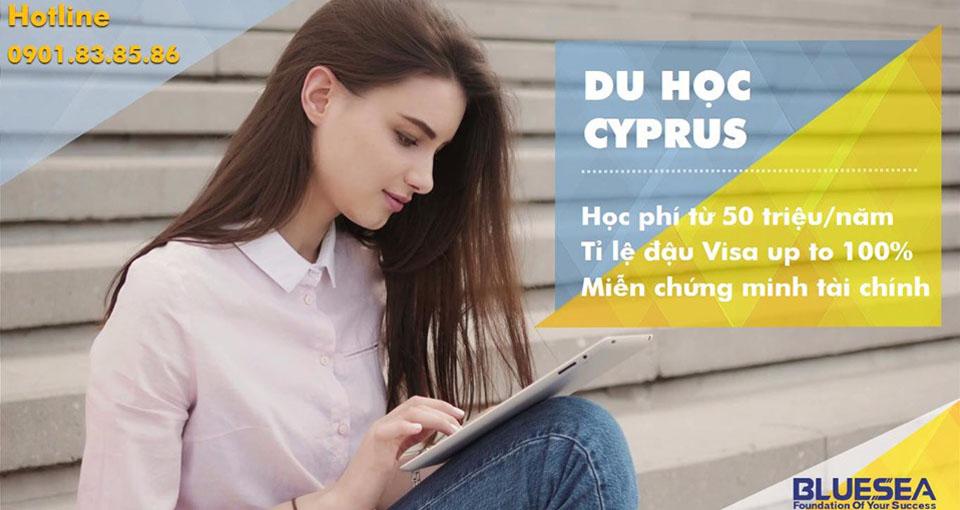 Hotline
0901.83.85.86
DU HỌC
CYPRUS
Học phí từ 50 triệu/năm
Tỉ lệ đậu Visa up to 100%
Miễn chứng minh tài chính
BLUESEA
Foundation Of Your Success